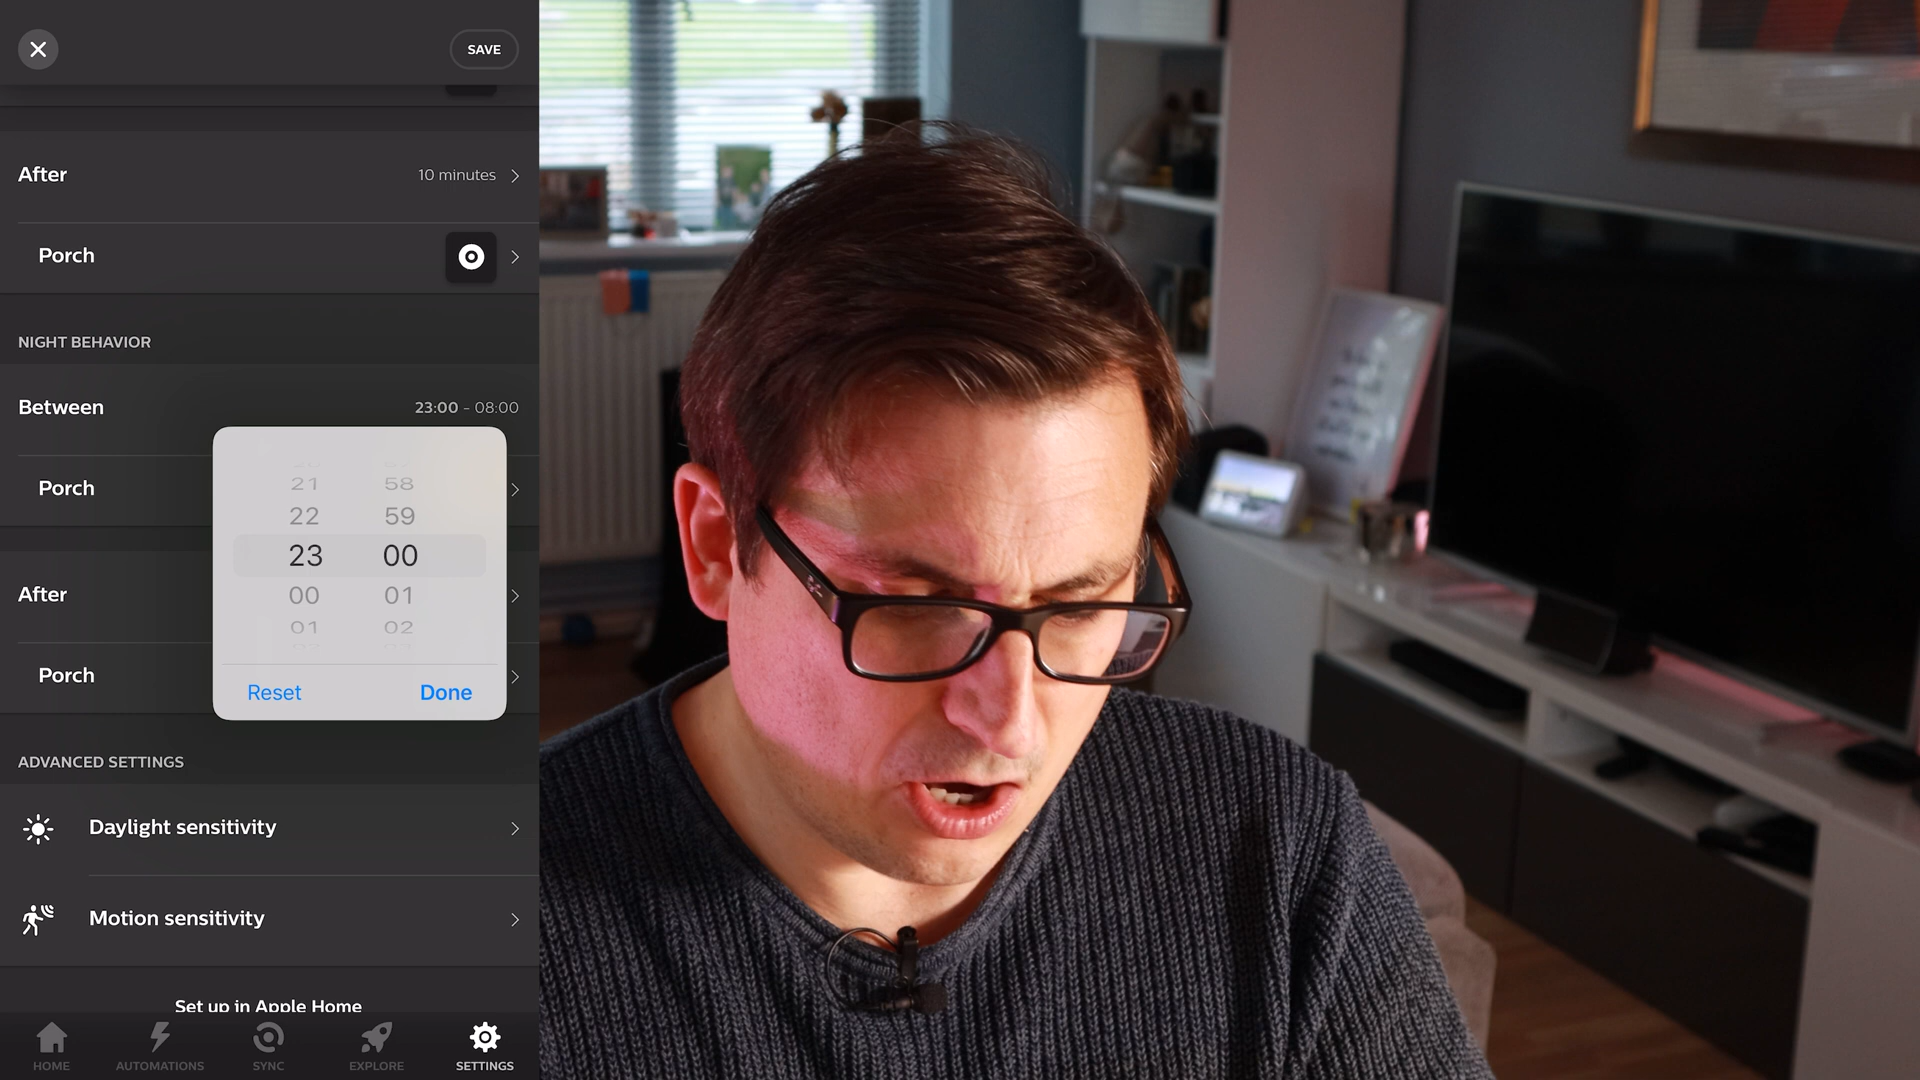 SAVE
After
10 minutes
Porch
NIGHT BEHAVIOR
Between
23:00 - 08:00
Porch
21 58
22 59
23 00
00 01
01 02
After
Porch
Reset
Done
ADVANCED SETTINGS
Daylight sensitivity
Motion sensitivity
Set up in Apple Home
HOME
AUTOMATIONS
SYNC
EXPLORE
SETTINGS